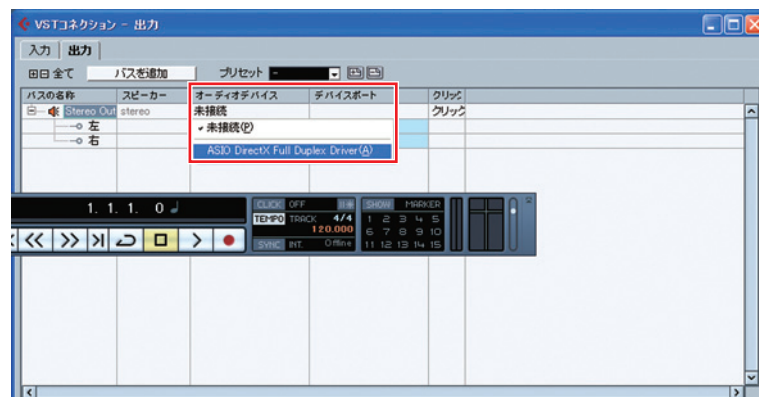 VSTコネクション - 出力
入力 出力
全て バスを追加 プリセット -
バスの名称 スピーカー オーディオデバイス デバイスポート クリック
Stereo Out stereo 未接続 クリック
左 ✓未接続(P)
右
ASIO DirectX Full Duplex Driver(A)
1. 1. 1. 0 CLICK OFF SHOW MARKER
TEMPO TRACK 4/4 1 2 3 4 5
120.000 6 7 8 9 10
SYNC INT. Offline 11 12 13 14 15